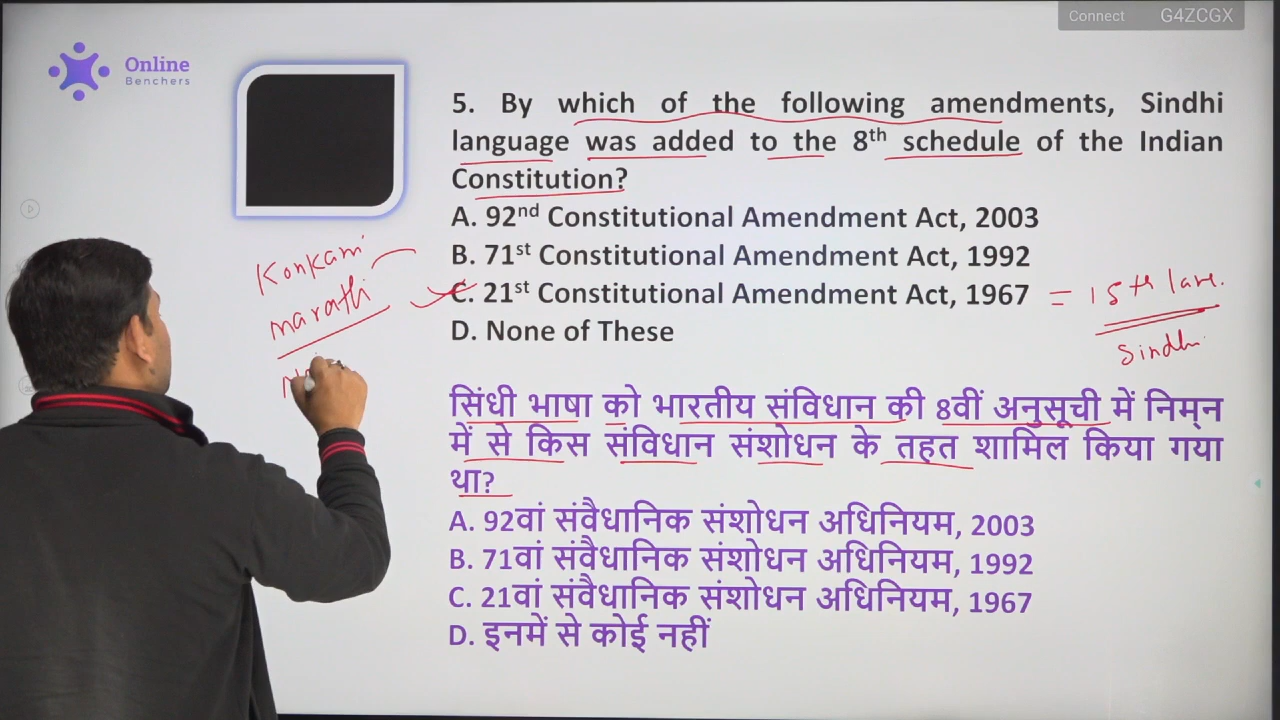 Connect G4ZCGX
Online
Benchers
5. By which of the following amendments, Sindhi
language was added to the 8th schedule of the Indian
Constitution?
A. 92nd Constitutional Amendment Act, 2003
B. 71st Constitutional Amendment Act, 1992
C. 21st Constitutional Amendment Act, 1967
= 15th lan.
Sindhi
D. None of These
Konkani
marathi
सिंधी भाषा को भारतीय संविधान की 8वीं अनुसूची में निम्न
में से किस संविधान संशोधन के तहत शामिल किया गया
था?
A. 92वां संवैधानिक संशोधन अधिनियम, 2003
B. 71वां संवैधानिक संशोधन अधिनियम, 1992
C. 21वां संवैधानिक संशोधन अधिनियम, 1967
D. इनमें से कोई नहीं